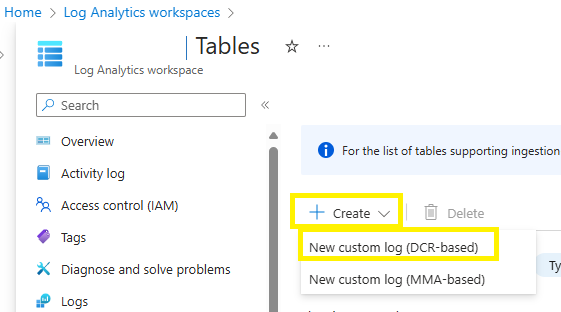 Home > Log Analytics workspaces >
| Tables ☆ ...
Log Analytics workspace
Search «
Overview
Activity log
Access control (IAM)
Tags
Diagnose and solve problems
Logs
For the list of tables supporting ingestion
+ Create Delete
New custom log (DCR-based)
Ty
New custom log (MMA-based)